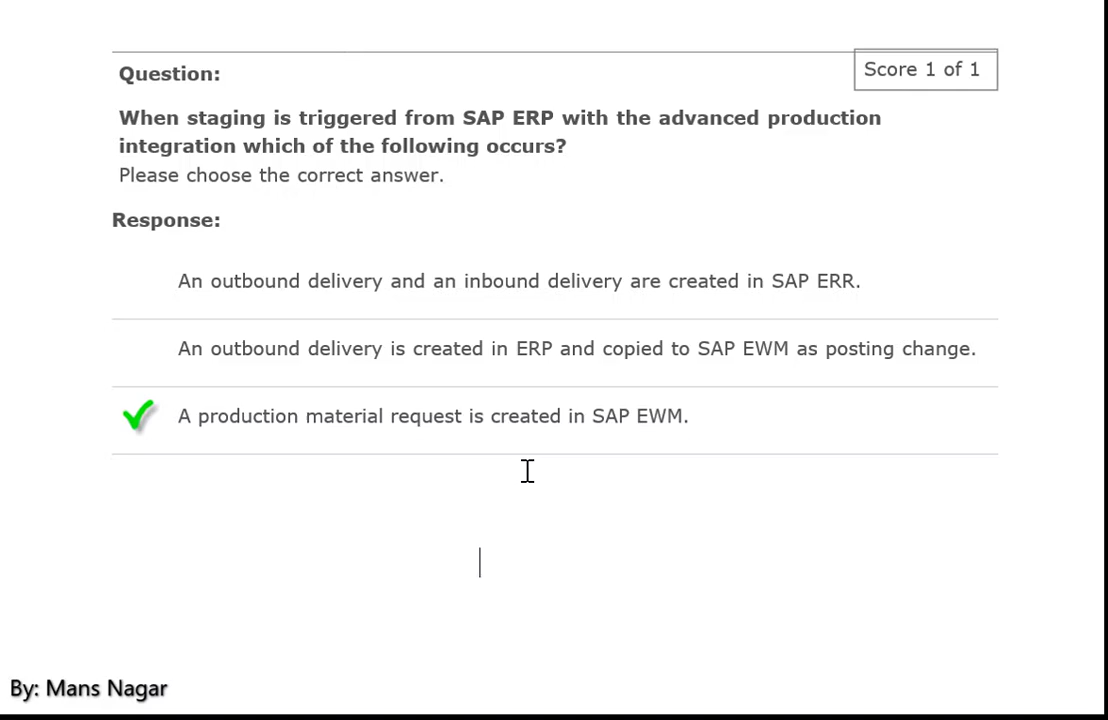 Score 1 of 1
Question:
When staging is triggered from SAP ERP with the advanced production
integration which of the following occurs?
Please choose the correct answer.
Response:
An outbound delivery and an inbound delivery are created in SAP ERR.
An outbound delivery is created in ERP and copied to SAP EWM as posting change.
A production material request is created in SAP EWM.
By: Mans Nagar